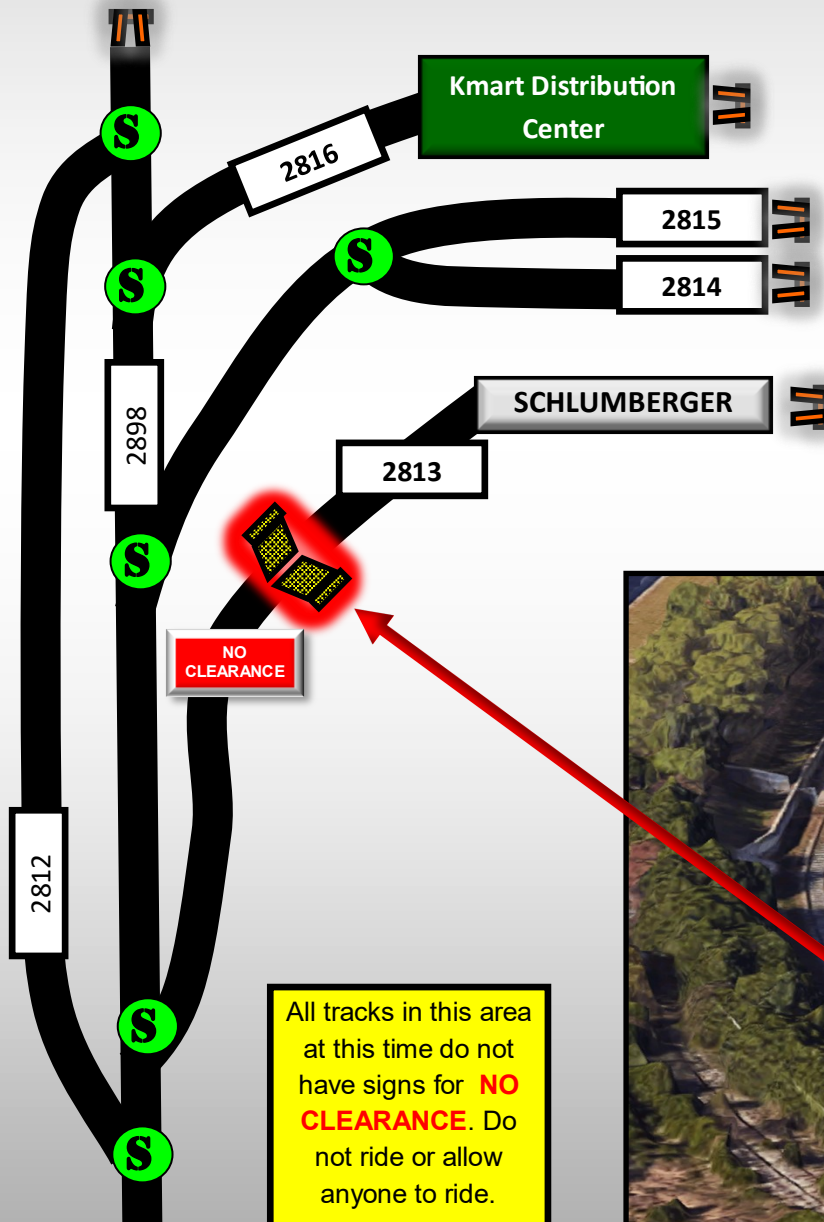 Kmart Distribution
Center
S
2816
2815
S
S
2814
SCHLUMBERGER
2898
2813
S
NO
CLEARANCE
2812
All tracks in this area
at this time do not
have signs for NO
CLEARANCE. Do
not ride or allow
anyone to ride.
S
S